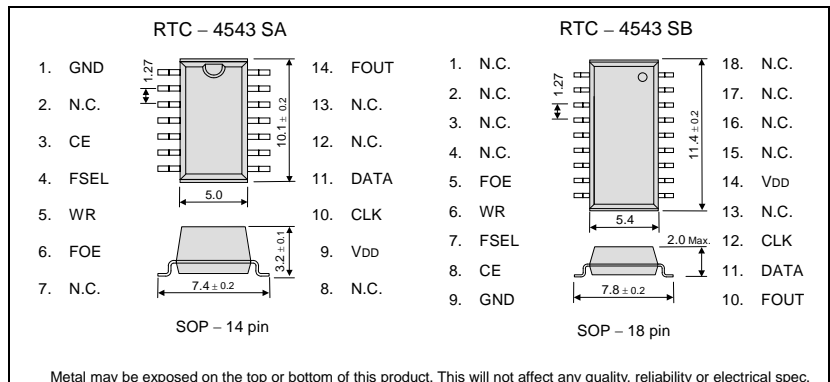 RTC – 4543 SA
1. GND
2. N.C.
3. CE
4. FSEL
5. WR
6. FOE
7. N.C.
14. FOUT
13. N.C.
12. N.C.
11. DATA
10. CLK
9. VDD
8. N.C.
1.27
10.1 ± 0.2
5.0
3.2 ± 0.1
7.4 ± 0.2
SOP – 14 pin
RTC – 4543 SB
1. N.C.
2. N.C.
3. N.C.
4. N.C.
5. FOE
6. WR
7. FSEL
8. CE
9. GND
18. N.C.
17. N.C.
16. N.C.
15. N.C.
14. VDD
13. N.C.
12. CLK
11. DATA
10. FOUT
1.27
11.4 ± 0.2
5.4
2.0 Max.
7.8 ± 0.2
SOP – 18 pin
Metal may be exposed on the top or bottom of this product. This will not affect any quality, reliability or electrical spec.